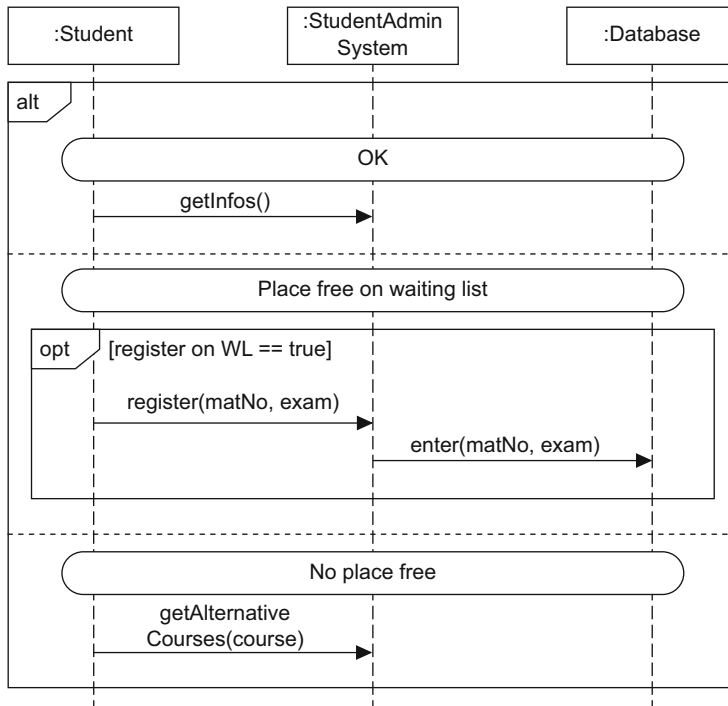 :Student
:StudentAdmin
System
:Database
alt
OK
getInfos()
Place free on waiting list
opt
[register on WL == true]
register(matNo, exam)
enter(matNo, exam)
No place free
getAlternative
Courses(course)